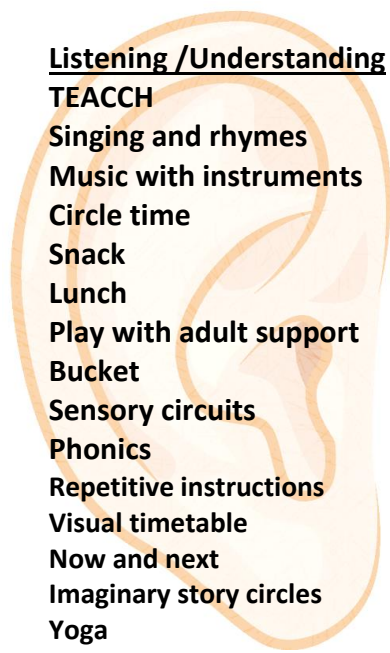 Listening /Understanding
TEACCH
Singing and rhymes
Music with instruments
Circle time
Snack
Lunch
Play with adult support
Bucket
Sensory circuits
Phonics
Repetitive instructions
Visual timetable
Now and next
Imaginary story circles
Yoga